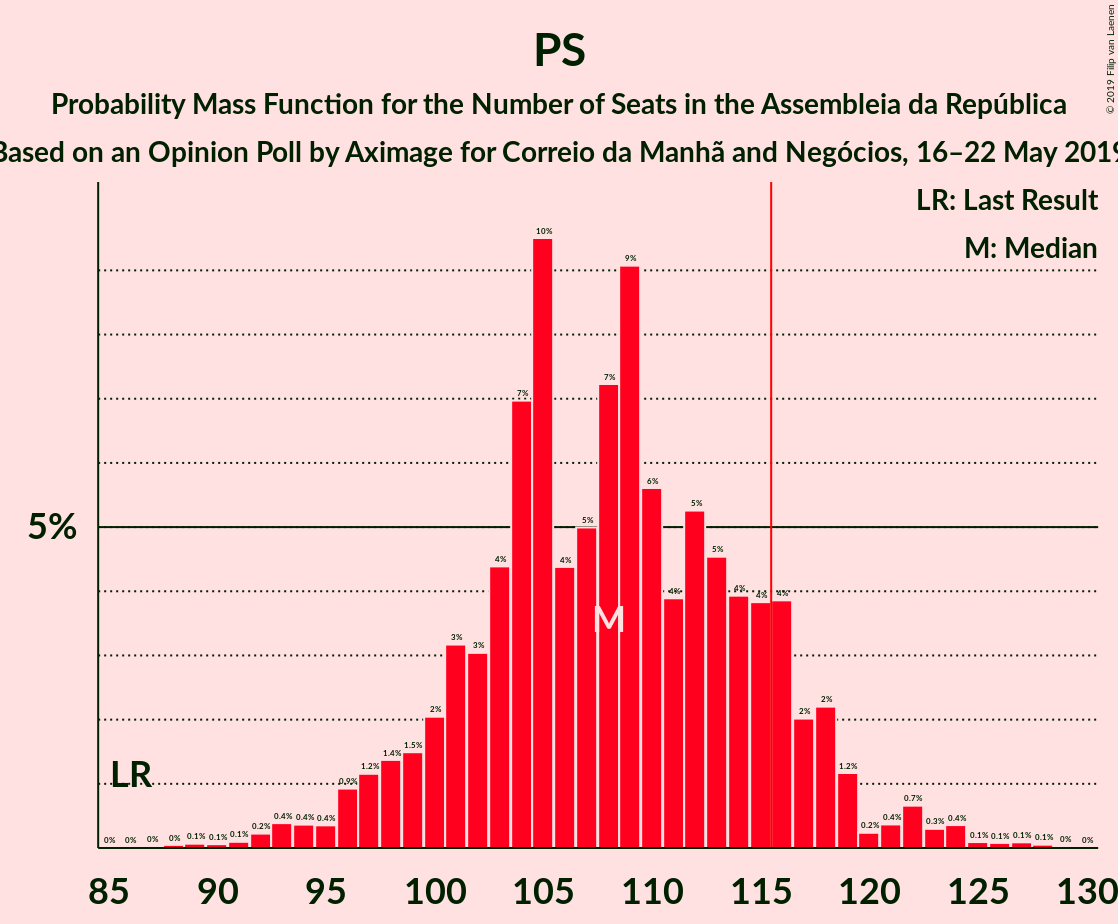 © 2019 Filip van Laenen
PS
Probability Mass Function for the Number of Seats in the Assembleia da República
Based on an Opinion Poll by Aximage for Correio da Manhã and Negócios, 16–22 May 2019
LR: Last Result
M: Median
5%
LR
M
0% 0% 0% 0% 0.1% 0.1% 0.1% 0.2% 0.4% 0.4% 0.4% 0.9% 1.2% 1.4% 1.5% 2% 3% 3% 4% 7% 10% 4% 5% 7% 9% 6% 4% 5% 5% 4% 4% 4% 2% 2% 1.2% 0.2% 0.4% 0.7% 0.3% 0.4% 0.1% 0.1% 0.1% 0.1% 0% 0%
85 90 95 100 105 110 115 120 125 130